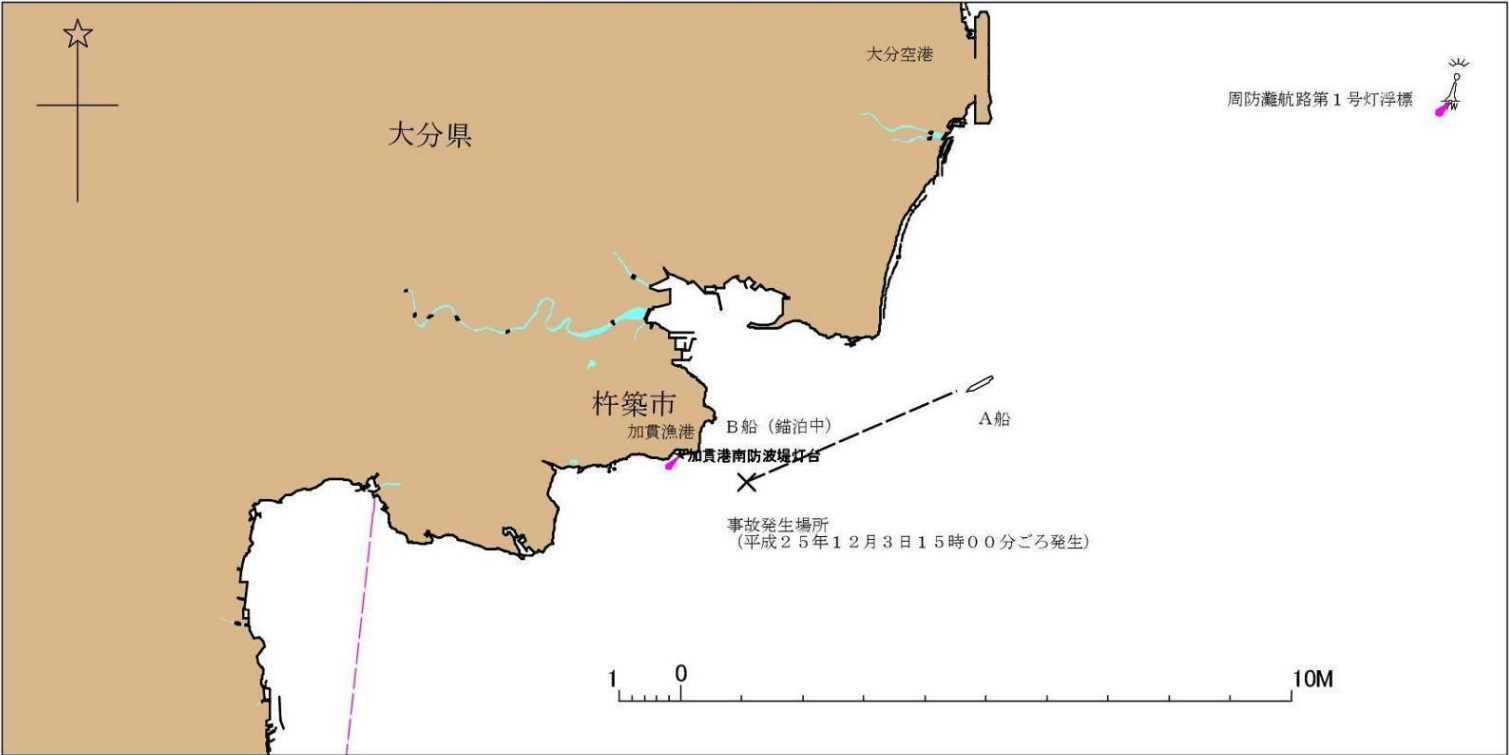 大分空港
周防灘航路第１号灯浮標
W
大分県
杵築市
加貫漁港
B船（錨泊中）
A船
加貫港南防波堤灯台
事故発生場所
（平成２５年１２月３日１５時００分ごろ発生）
1 0 10M